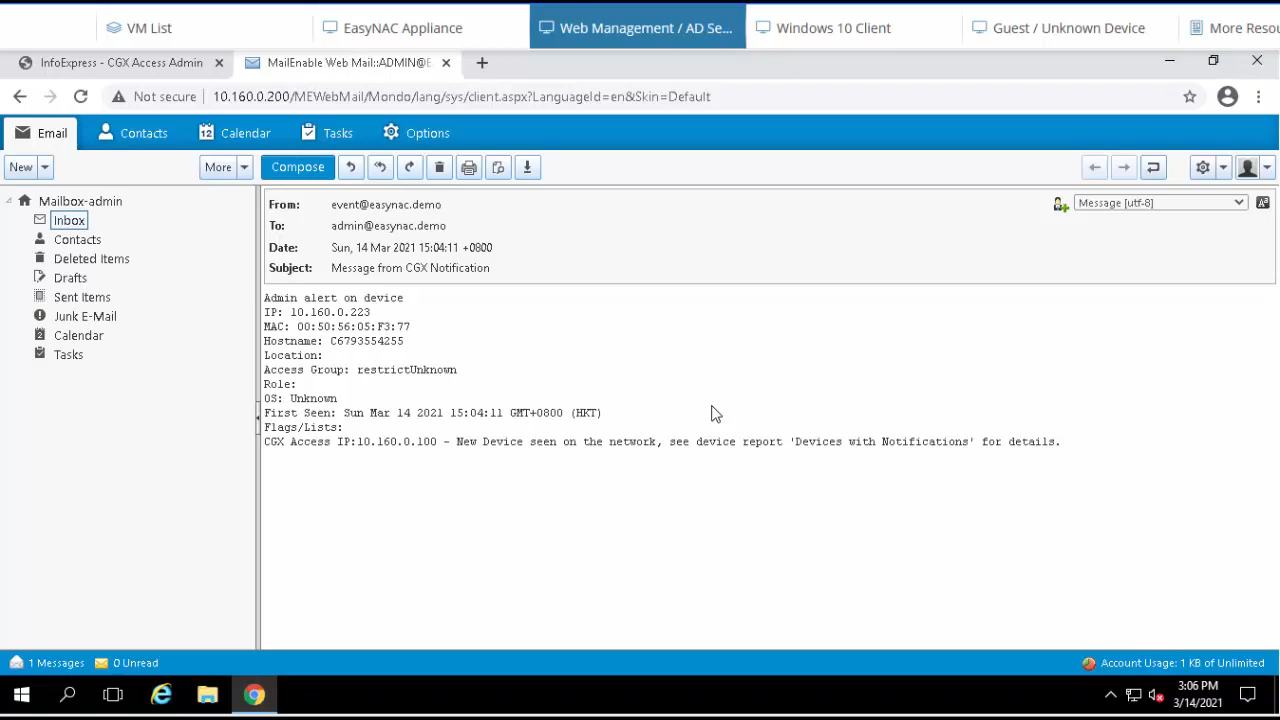 VM List
EasyNAC Appliance
Web Management / AD Se...
Windows 10 Client
Guest / Unknown Device
More Resou
InfoExpress - CGX Access Admin
MailEnable Web Mail::ADMIN@E
Not secure
10.160.0.200/MEWebMail/Mondo/lang/sys/client.aspx?LanguageId=en&Skin=Default
Email
Contacts
12 Calendar
Tasks
Options
New
More
Compose
Mailbox-admin
Inbox
Contacts
Deleted Items
Drafts
Sent Items
Junk E-Mail
Calendar
Tasks
From: event@easynac.demo
Message [utf-8]
To: admin@easynac.demo
Date: Sun, 14 Mar 2021 15:04:11 +0800
Subject: Message from CGX Notification
Admin alert on device
IP: 10.160.0.223
MAC: 00:50:56:05:F3:77
Hostname: C6793554255
Location:
Access Group: restrictUnknown
Role:
OS: Unknown
First Seen: Sun Mar 14 2021 15:04:11 GMT+0800 (HKT)
Flags/Lists:
CGX Access IP:10.160.0.100 - New Device seen on the network, see device report 'Devices with Notifications' for details.
1 Messages
0 Unread
Account Usage: 1 KB of Unlimited
3:06 PM
3/14/2021